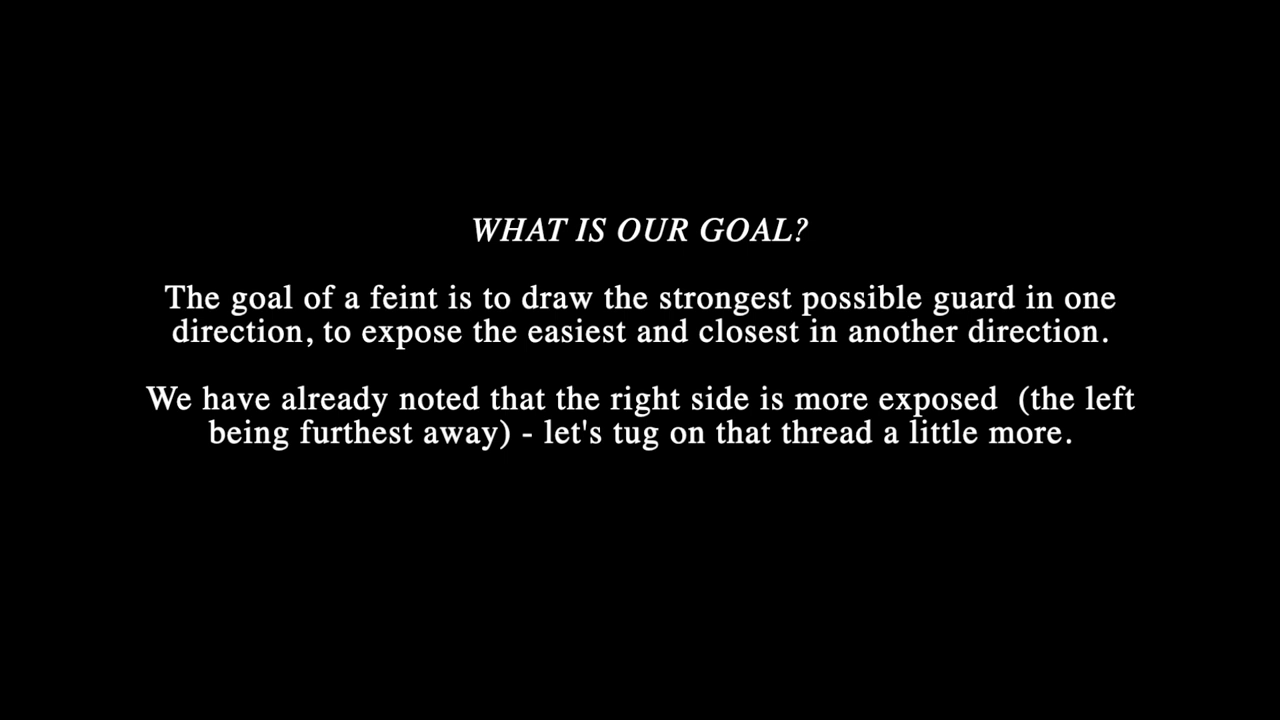 WHAT IS OUR GOAL?
The goal of a feint is to draw the strongest possible guard in one
direction, to expose the easiest and closest in another direction.
We have already noted that the right side is more exposed  (the left
being furthest away) - let's tug on that thread a little more.